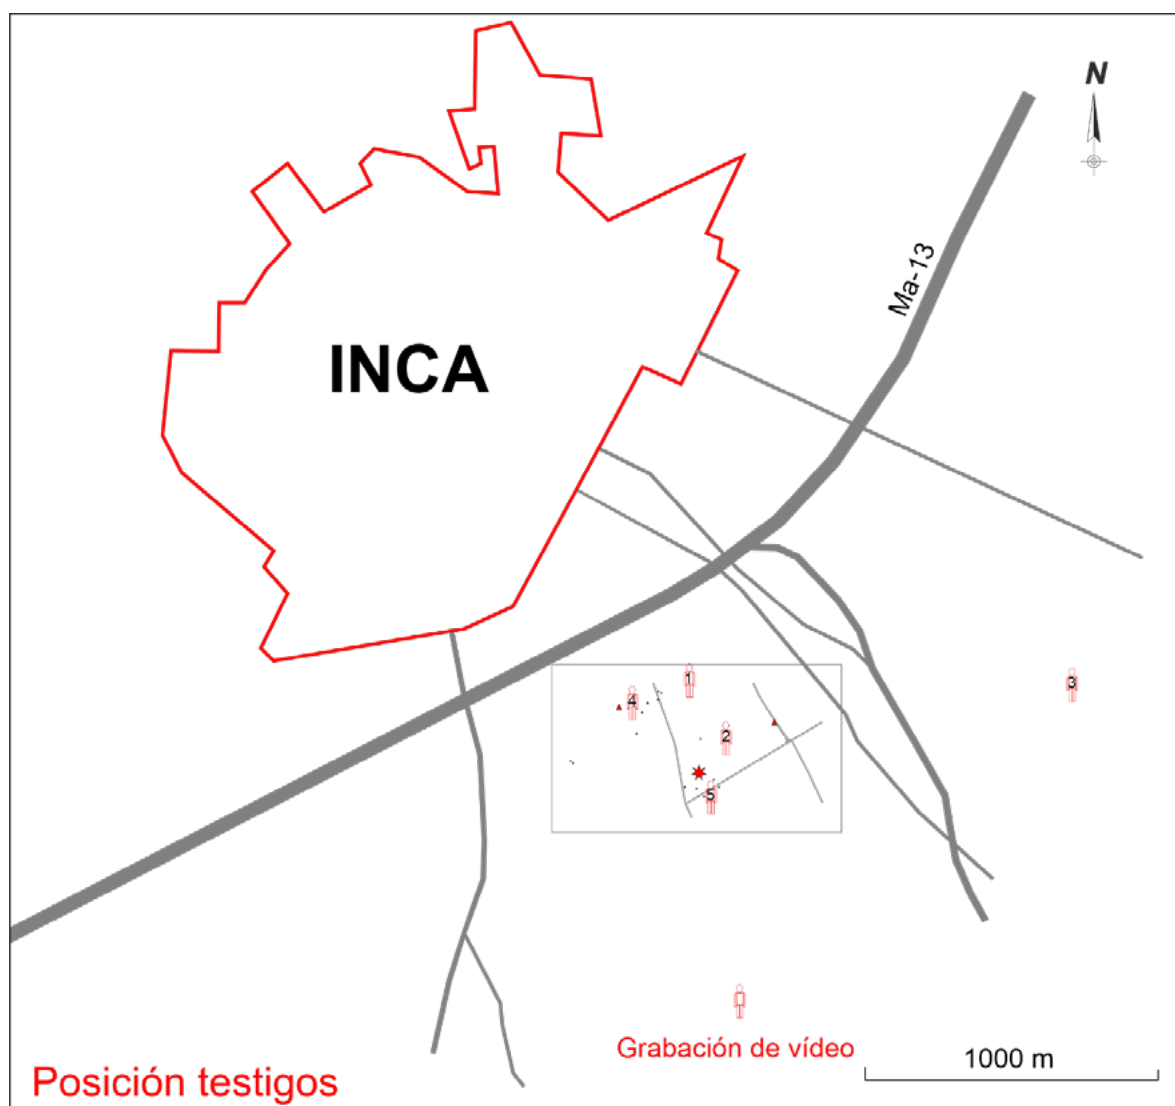 N
Ma-13
INCA
1
3
4
2
5
Grabación de vídeo
1000 m
Posición testigos